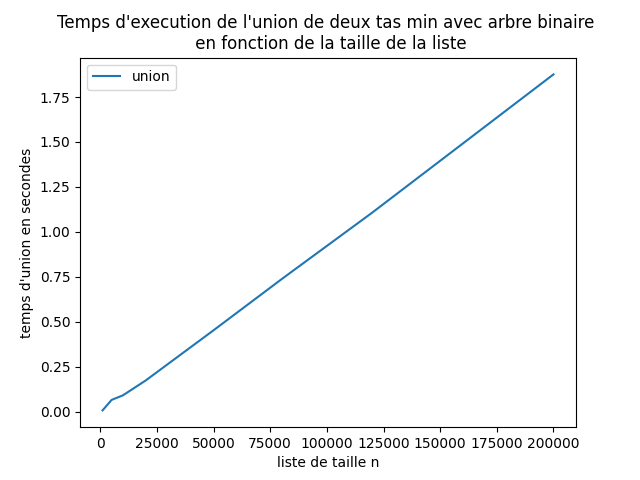 Temps d'execution de l'union de deux tas min avec arbre binaire
en fonction de la taille de la liste
union
1.75
1.50
1.25
1.00
0.75
0.50
0.25
0.00
temps d'union en secondes
0 25000 50000 75000 100000 125000 150000 175000 200000
liste de taille n